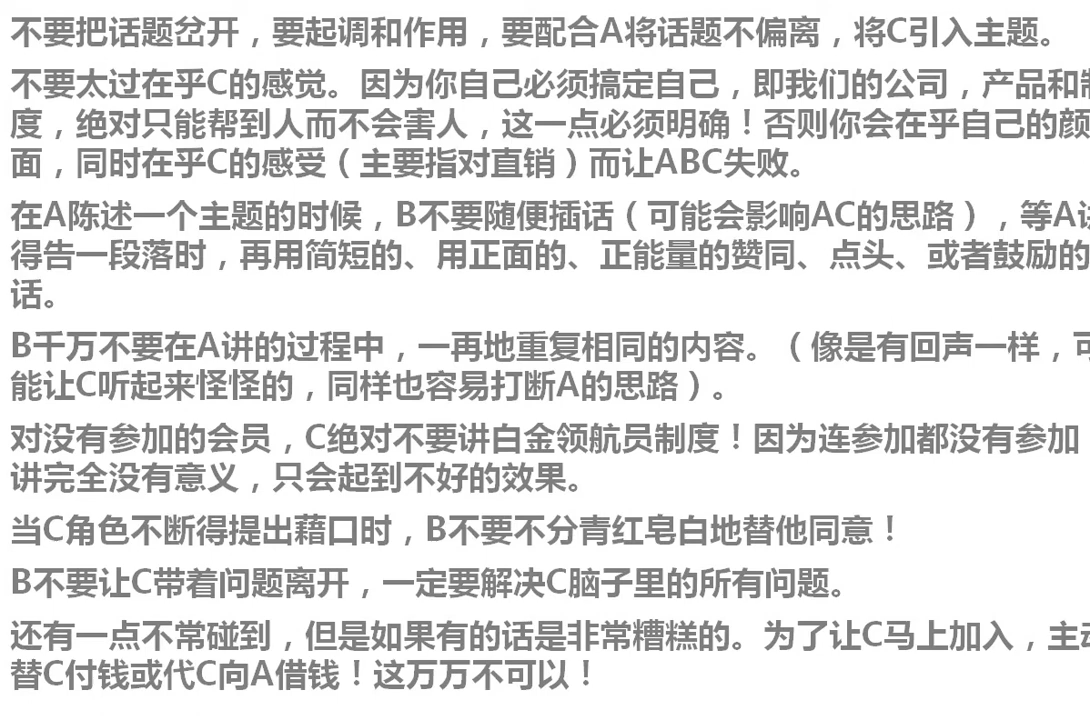 不要把话题岔开，要起调和作用，要配合A将话题不偏离，将C引入主题。
不要太过在乎C的感觉。因为你自己必须搞定自己，即我们的公司，产品和制
度，绝对只能帮到人而不会害人，这一点必须明确！否则你会在乎自己的颜
面，同时在乎C的感受（主要指对直销）而让ABC失败。
在A陈述一个主题的时候，B不要随便插话（可能会影响AC的思路），等A讲
得告一段落时，再用简短的、用正面的、正能量的赞同、点头、或者鼓励的
话。
B千万不要在A讲的过程中，一再地重复相同的内容。（像是有回声一样，可
能让C听起来怪怪的，同样也容易打断A的思路）。
对没有参加的会员，C绝对不要讲白金领航员制度！因为连参加都没有参加
讲完全没有意义，只会起到不好的效果。
当C角色不断得提出藉口时，B不要不分青红皂白地替他同意！
B不要让C带着问题离开，一定要解决C脑子里的所有问题。
还有一点不常碰到，但是如果有的话是非常糟糕的。为了让C马上加入，主动
替C付钱或代C向A借钱！这万万不可以！